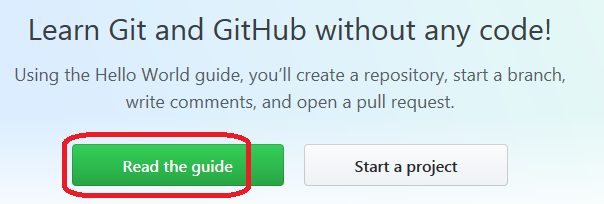 Learn Git and GitHub without any code!
Using the Hello World guide, you’ll create a repository, start a branch,
write comments, and open a pull request.
Read the guide
Start a project